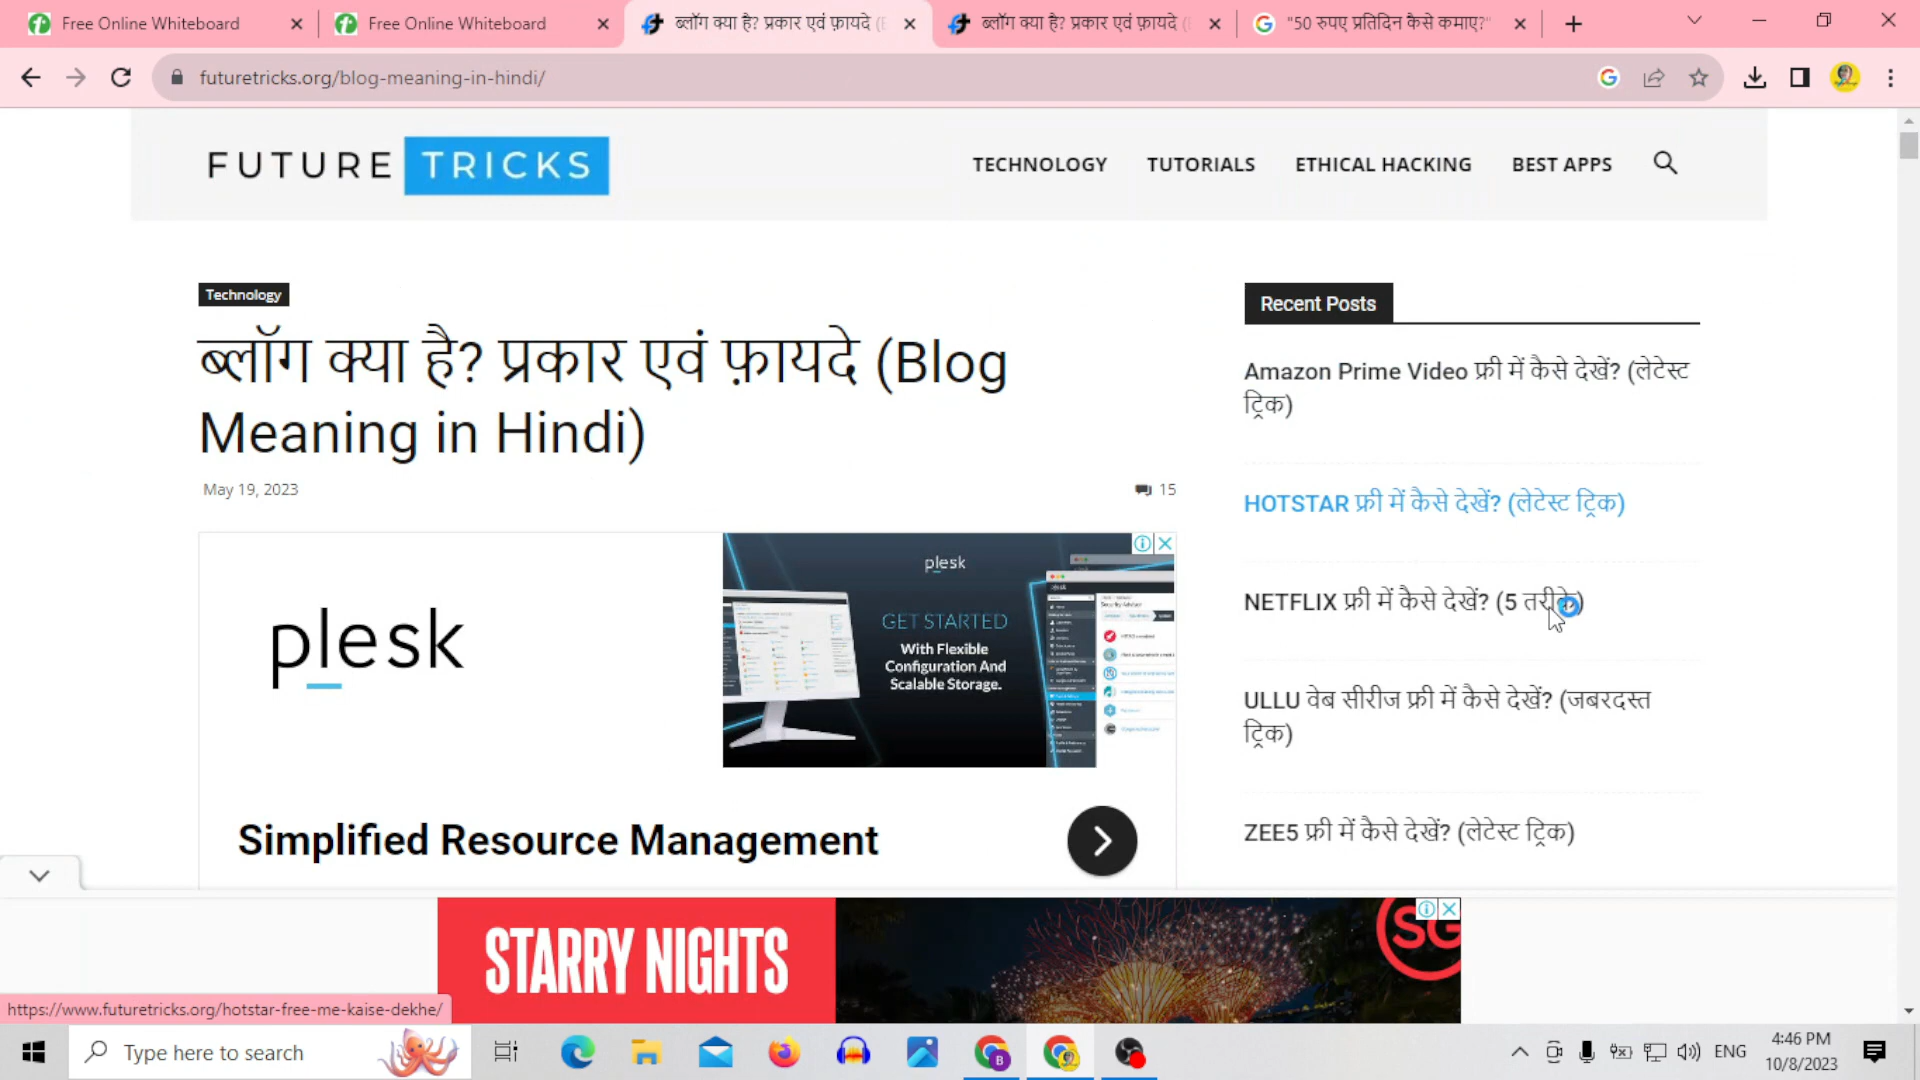 Free Online Whiteboard
Free Online Whiteboard
ब्लॉग क्या है? प्रकार एवं फ़ायदे (
ब्लॉग क्या है? प्रकार एवं फ़ायदे
"50 रुपए प्रतिदिन कैसे कमाए?"
futuretricks.org/blog-meaning-in-hindi/
FUTURE TRICKS
TECHNOLOGY
TUTORIALS
ETHICAL HACKING
BEST APPS
Technology
ब्लॉग क्या है? प्रकार एवं फ़ायदे (Blog
Meaning in Hindi)
May 19, 2023
15
plesk
plesk
GET STARTED
With Flexible
Configuration And
Scalable Storage.
Simplified Resource Management
Recent Posts
Amazon Prime Video फ्री में कैसे देखें? (लेटेस्ट
ट्रिक)
HOTSTAR फ्री में कैसे देखें? (लेटेस्ट ट्रिक)
NETFLIX फ्री में कैसे देखें? (5 तरीके)
ULLU वेब सीरीज फ्री में कैसे देखें? (जबरदस्त
ट्रिक)
ZEE5 फ्री में कैसे देखें? (लेटेस्ट ट्रिक)
STARRY NIGHTS
SG
https://www.futuretricks.org/hotstar-free-me-kaise-dekhe/
Type here to search
B
ENG
4:46 PM
10/8/2023